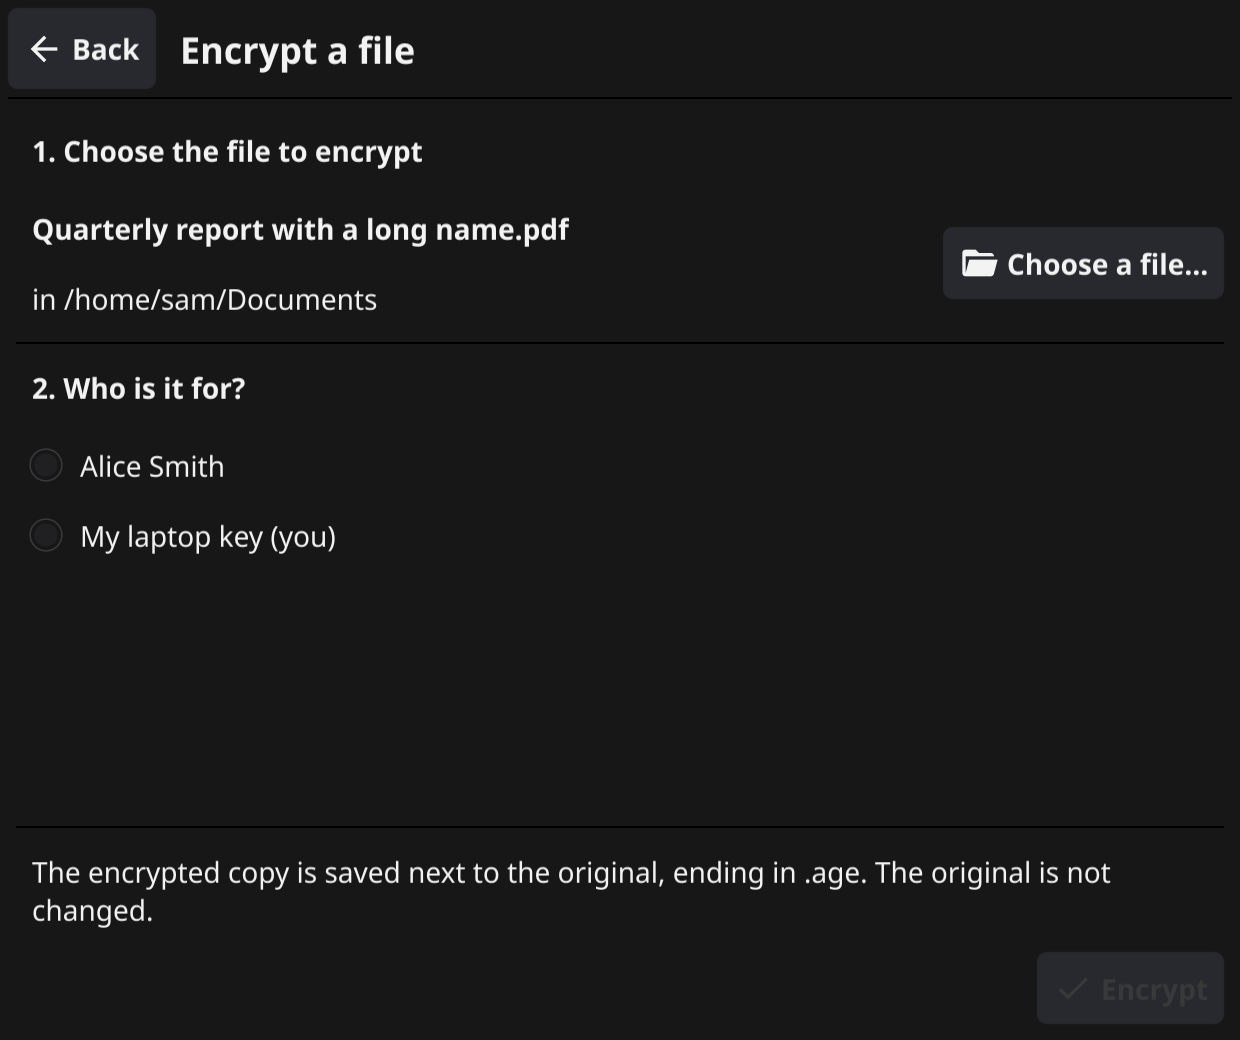 Back
Encrypt a file
1. Choose the file to encrypt
Quarterly report with a long name.pdf
Choose a file...
in /home/sam/Documents
2. Who is it for?
Alice Smith
My laptop key (you)
The encrypted copy is saved next to the original, ending in .age. The original is not
changed.
Encrypt